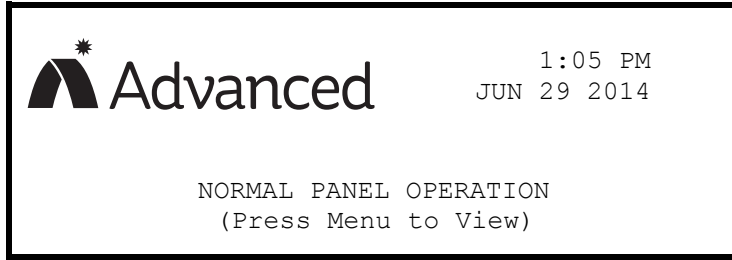 Advanced
1:05 PM
JUN 29 2014
NORMAL PANEL OPERATION
(Press Menu to View)